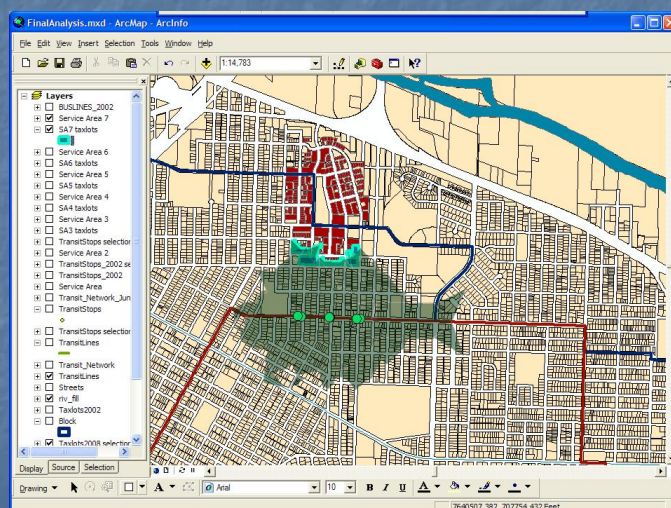 FinalAnalysis.mxd - ArcMap - ArcInfo
File Edit View Insert Selection Tools Window Help
1:14,783
Layers
BUSLINES_2002
Service Area 7
SA7 taxlots
Service Area 6
SA6 taxlots
Service Area 5
SA5 taxlots
Service Area 4
SA4 taxlots
Service Area 3
SA3 taxlots
TransitStops selection
Service Area 2
TransitStops_2002 se
TransitStops_2002
Service Area
Transit_Network_Jun
TransitStops
TransitStops selection
TransitLines
Transit_Network
TransitLines
Streets
riv_fill
Taxlots2002
Block
Taxlots2008 selection
Display Source Selection
Drawing
A
Arial
10
B I U A
7640507.382 707754.432 Feet